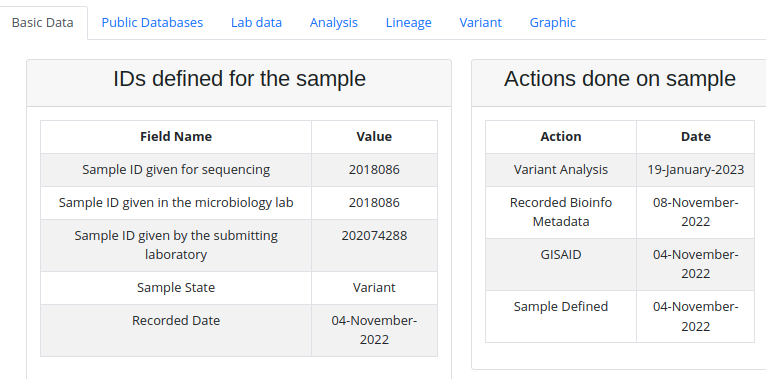 Basic Data Public Databases Lab data Analysis Lineage Variant Graphic
IDs defined for the sample
Field Name Value
Sample ID given for sequencing 2018086
Sample ID given in the microbiology lab 2018086
Sample ID given by the submitting 202074288
laboratory
Sample State Variant
Recorded Date 04-November-
2022
Actions done on sample
Action Date
Variant Analysis 19-January-2023
Recorded Bioinfo 08-November-
Metadata 2022
GISAID 04-November-
2022
Sample Defined 04-November-
2022